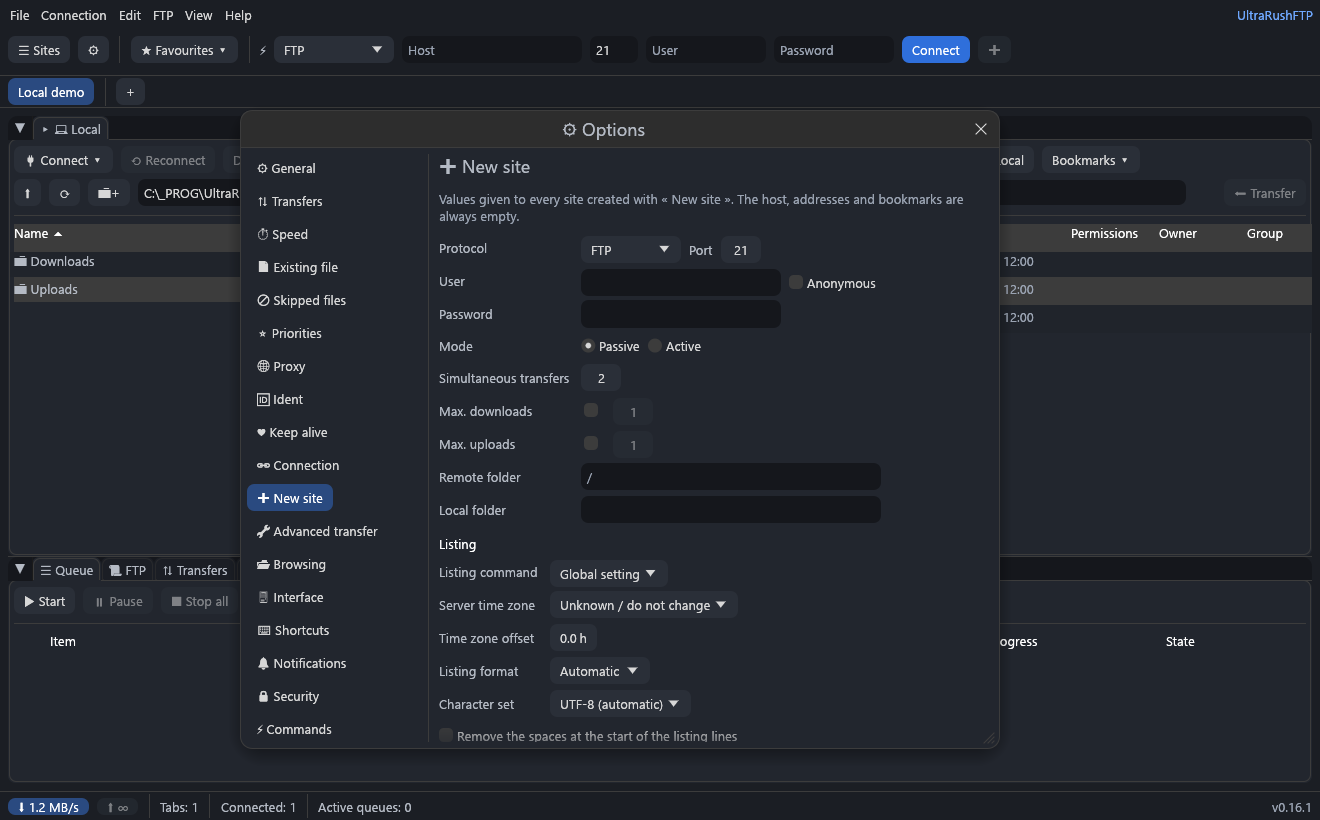 File Connection Edit FTP View Help UltraRushFTP
Sites Favourites FTP Host 21 User Password Connect +
Local demo +
Local
Connect Reconnect Bookmarks
C:\_PROG\UltraR Transfer
Name Permissions Owner Group
Downloads 12:00
Uploads 12:00
12:00
Options
General
Transfers
Speed
Existing file
Skipped files
Priorities
Proxy
Ident
Keep alive
Connection
New site
Advanced transfer
Browsing
Interface
Shortcuts
Notifications
Security
Commands
New site
Values given to every site created with « New site ». The host, addresses and bookmarks are
always empty.
Protocol FTP Port 21
User Anonymous
Password
Mode Passive Active
Simultaneous transfers 2
Max. downloads 1
Max. uploads 1
Remote folder /
Local folder
Listing
Listing command Global setting
Server time zone Unknown / do not change
Time zone offset 0.0 h
Listing format Automatic
Character set UTF-8 (automatic)
Remove the spaces at the start of the listing lines
Queue FTP Transfers
Start Pause Stop all
Item ogress State
1.2 MB/s ∞ Tabs: 1 Connected: 1 Active queues: 0 v0.16.1